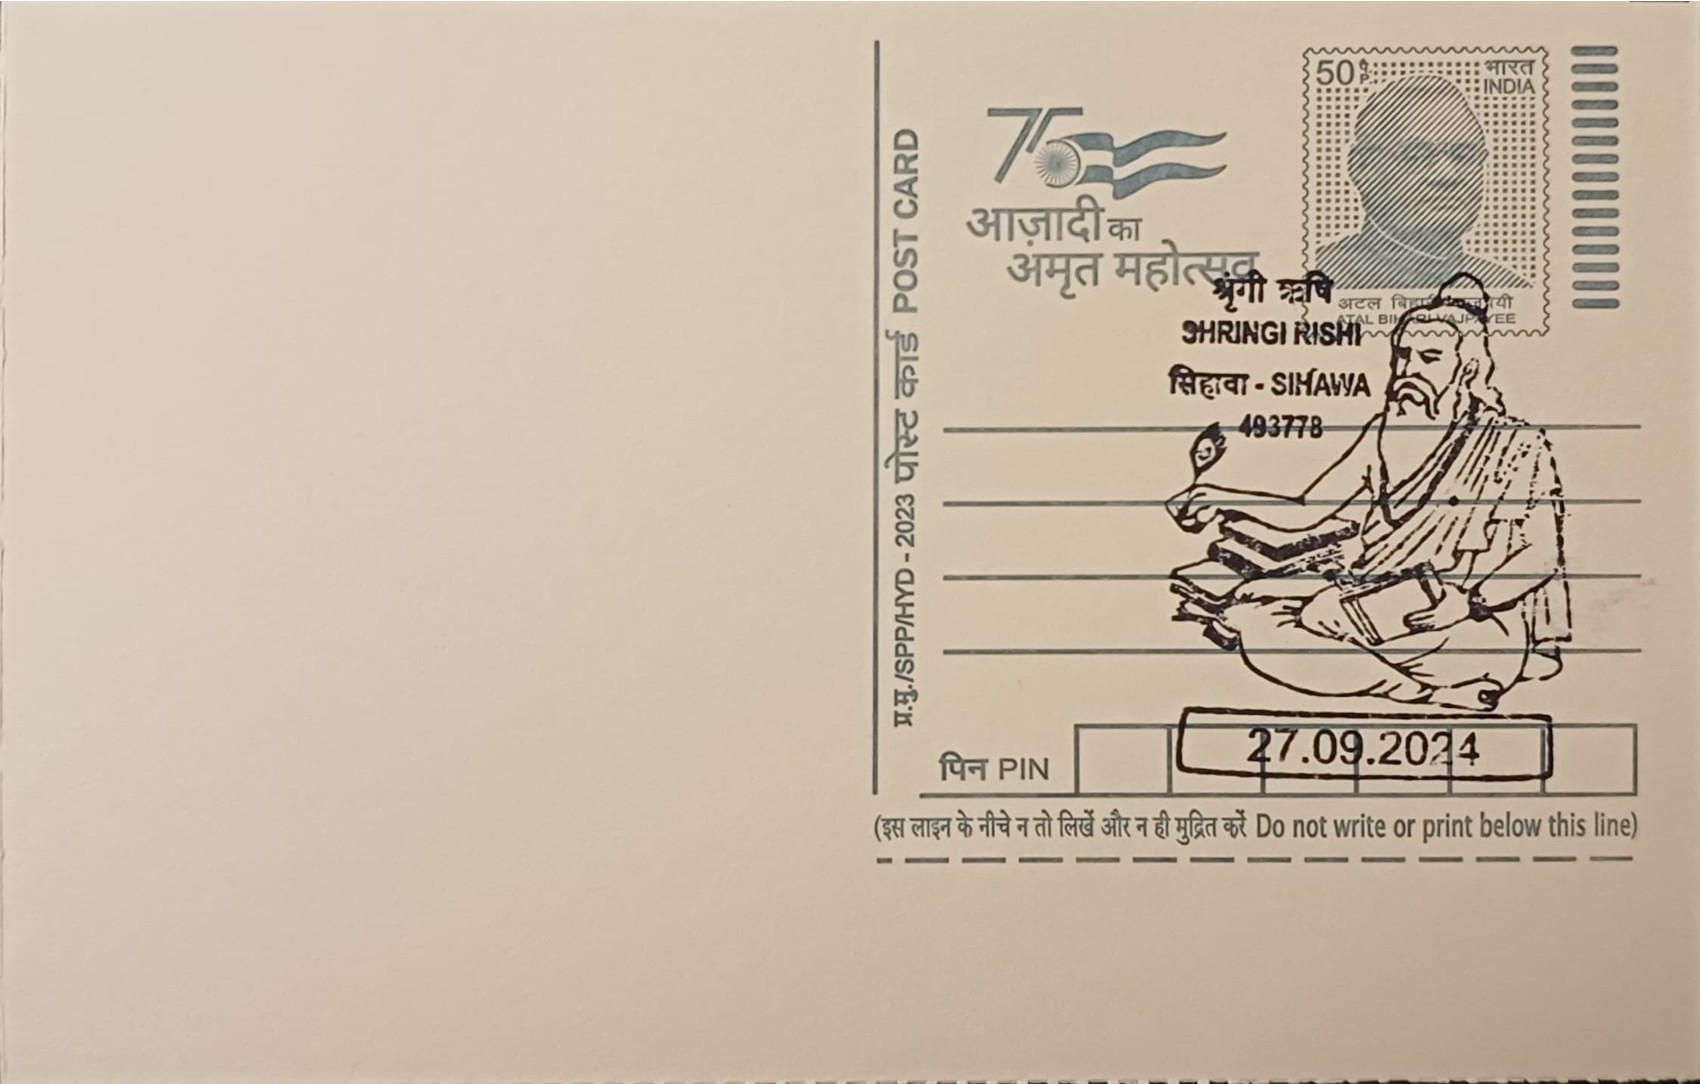 75
आज़ादी का
अमृत महोत्सव
50 प. P.
भारत
INDIA
अटल बिहारी वाजपेयी
ATAL BIHARI VAJPAYEE
श्रृंगी ऋषि
SHRINGI RISHI
सिहावा - SIHAWA
493778
प्र.मु./SPP/HYD - 2023 पोस्ट कार्ड POST CARD
27.09.2024
पिन PIN
(इस लाइन के नीचे न तो लिखें और न ही मुद्रित करें Do not write or print below this line)